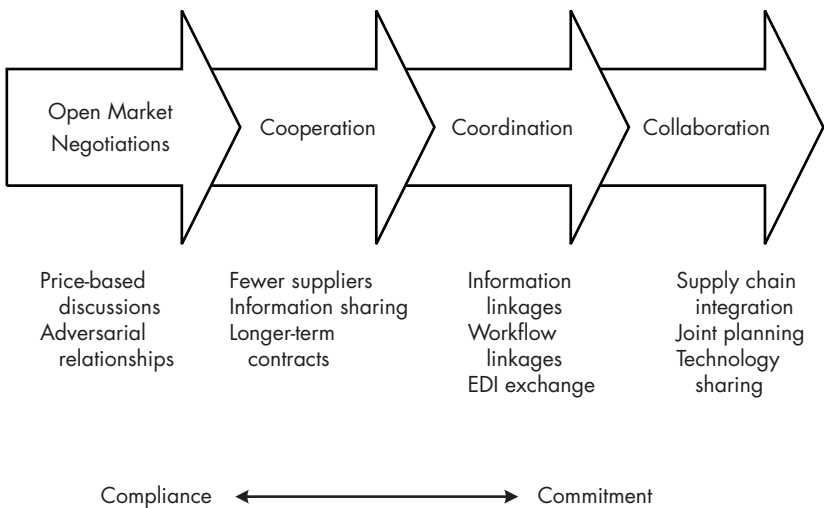 Open Market
Negotiations
Cooperation
Coordination
Collaboration
Price-based
discussions
Adversarial
relationships
Fewer suppliers
Information sharing
Longer-term
contracts
Information
linkages
Workflow
linkages
EDI exchange
Supply chain
integration
Joint planning
Technology
sharing
Compliance
Commitment